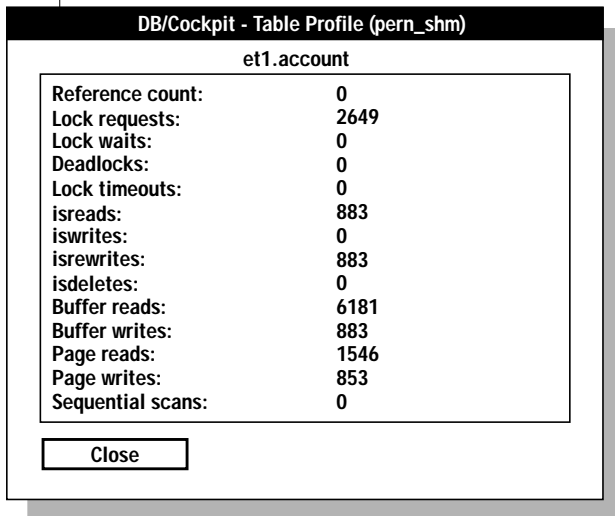 DB/Cockpit - Table Profile (pern_shm)
et1.account
Reference count: 0
Lock requests: 2649
Lock waits: 0
Deadlocks: 0
Lock timeouts: 0
isreads: 883
iswrites: 0
isrewrites: 883
isdeletes: 0
Buffer reads: 6181
Buffer writes: 883
Page reads: 1546
Page writes: 853
Sequential scans: 0
Close